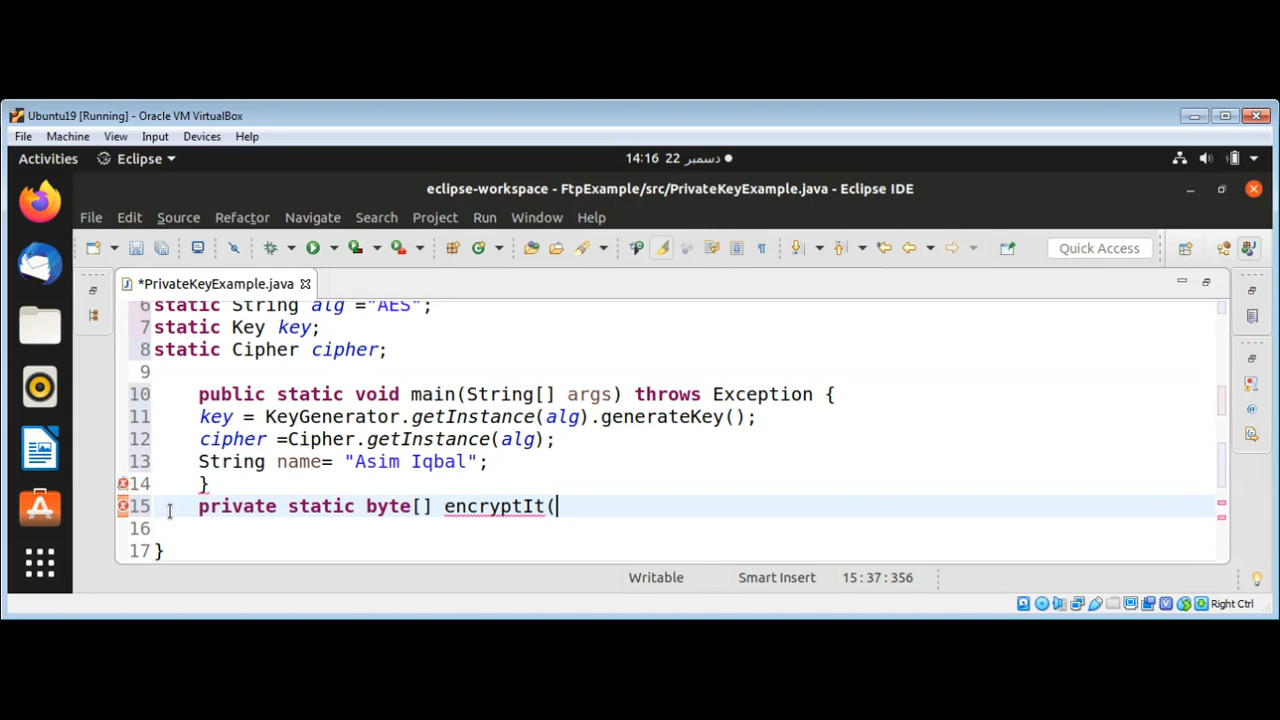 Ubuntu19 [Running] - Oracle VM VirtualBox
File Machine View Input Devices Help
Activities Eclipse 14:16 22 دسمبر
eclipse-workspace - FtpExample/src/PrivateKeyExample.java - Eclipse IDE
File Edit Source Refactor Navigate Search Project Run Window Help
Quick Access
*PrivateKeyExample.java
6 static String alg ="AES";
7 static Key key;
8 static Cipher cipher;
9
10 public static void main(String[] args) throws Exception {
11 key = KeyGenerator.getInstance(alg).generateKey();
12 cipher =Cipher.getInstance(alg);
13 String name= "Asim Iqbal";
14 }
15 private static byte[] encryptIt(
16
17 }
Writable Smart Insert 15:37:356
Right Ctrl